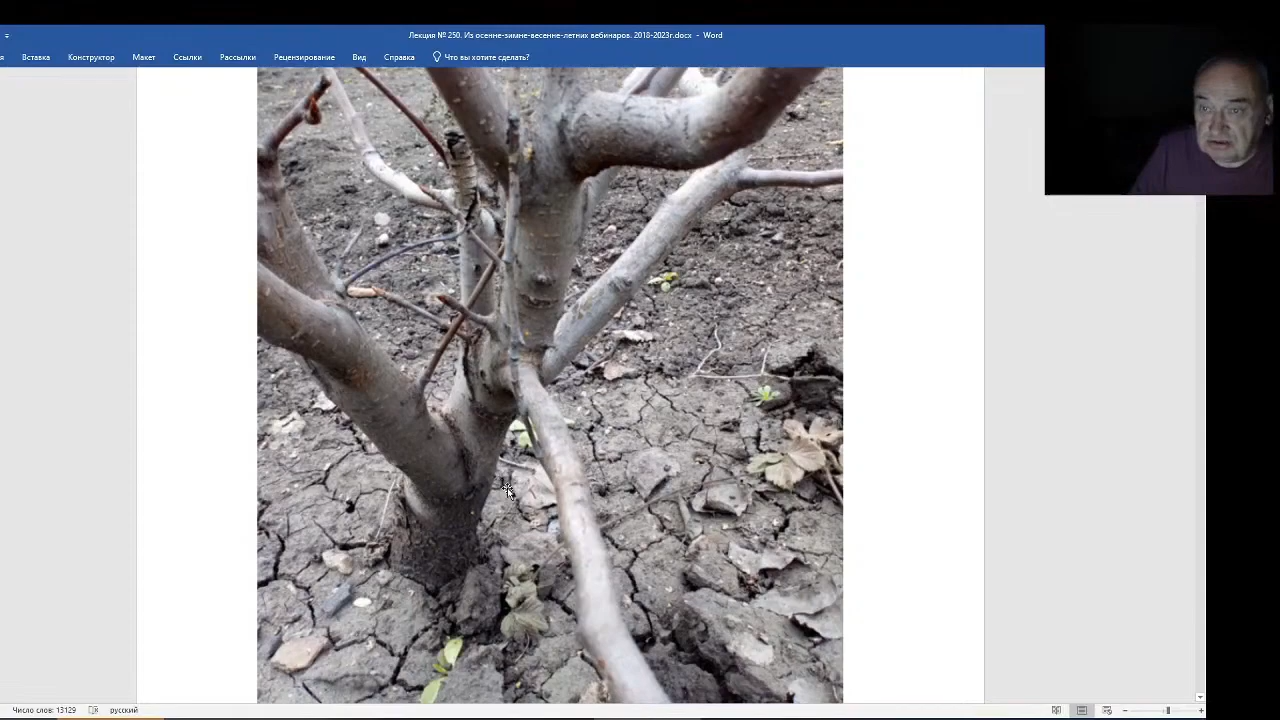 Лекция № 250. Из осенне-зимне-весенне-летних вебинаров. 2018-2023г.docx - Word
Вставка Конструктор Макет Ссылки Рассылки Рецензирование Вид Справка Что вы хотите сделать?
Число слов: 13129 русский